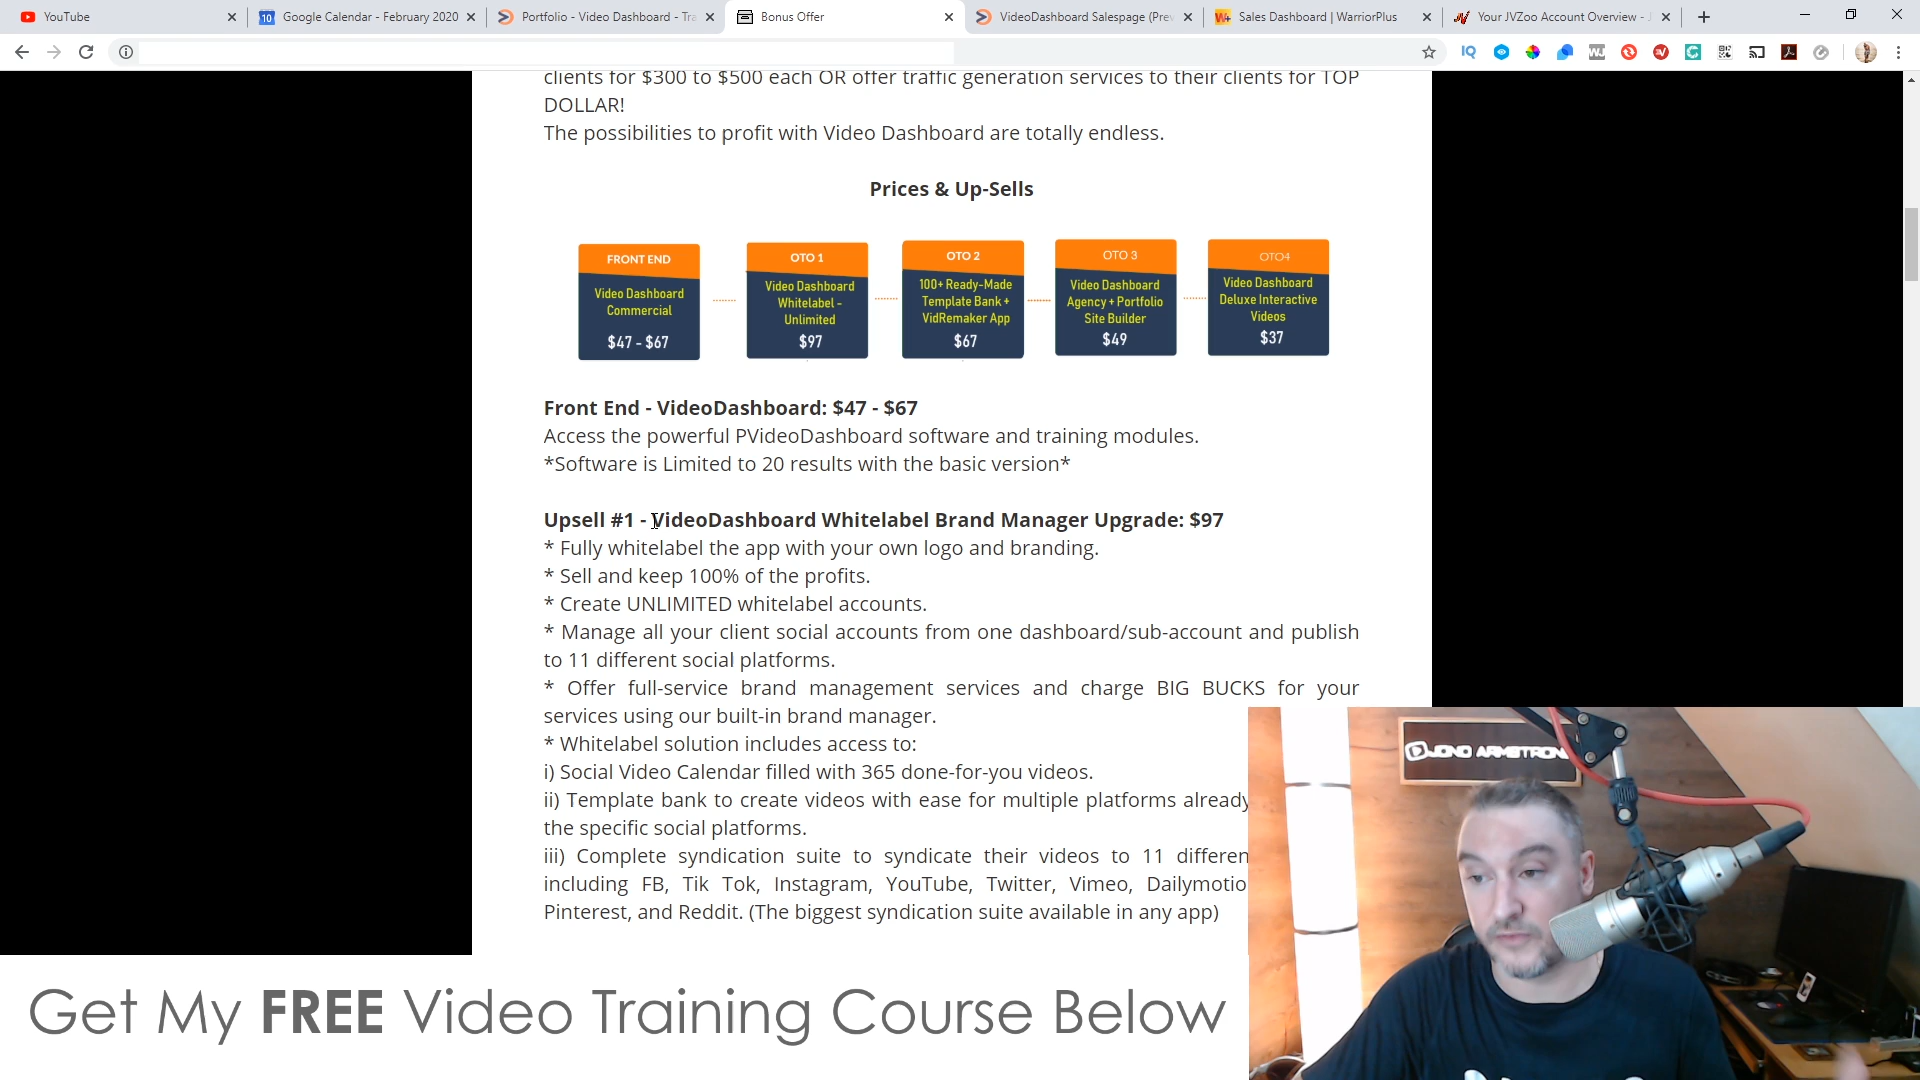 YouTube
Google Calendar - February 2020
Portfolio - Video Dashboard - Tra
Bonus Offer
VideoDashboard Salespage (Prev
Sales Dashboard | WarriorPlus
Your JVZoo Account Overview -
clients for $300 to $500 each OR offer traffic generation services to their clients for TOP
DOLLAR!
The possibilities to profit with Video Dashboard are totally endless.
Prices & Up-Sells
FRONT END
Video Dashboard
Commercial
$47 - $67
OTO 1
Video Dashboard
Whitelabel -
Unlimited
$97
OTO 2
100+ Ready-Made
Template Bank +
VidRemaker App
$67
OTO 3
Video Dashboard
Agency + Portfolio
Site Builder
$49
OTO4
Video Dashboard
Deluxe Interactive
Videos
$37
Front End - VideoDashboard: $47 - $67
Access the powerful PVideoDashboard software and training modules.
*Software is Limited to 20 results with the basic version*
Upsell #1 - VideoDashboard Whitelabel Brand Manager Upgrade: $97
* Fully whitelabel the app with your own logo and branding.
* Sell and keep 100% of the profits.
* Create UNLIMITED whitelabel accounts.
* Manage all your client social accounts from one dashboard/sub-account and publish
to 11 different social platforms.
* Offer full-service brand management services and charge BIG BUCKS for your
services using our built-in brand manager.
* Whitelabel solution includes access to:
i) Social Video Calendar filled with 365 done-for-you videos.
ii) Template bank to create videos with ease for multiple platforms already
the specific social platforms.
iii) Complete syndication suite to syndicate their videos to 11 differen
including FB, Tik Tok, Instagram, YouTube, Twitter, Vimeo, Dailymotio
Pinterest, and Reddit. (The biggest syndication suite available in any app)
JONO ARMSTRON
Get My FREE Video Training Course Below